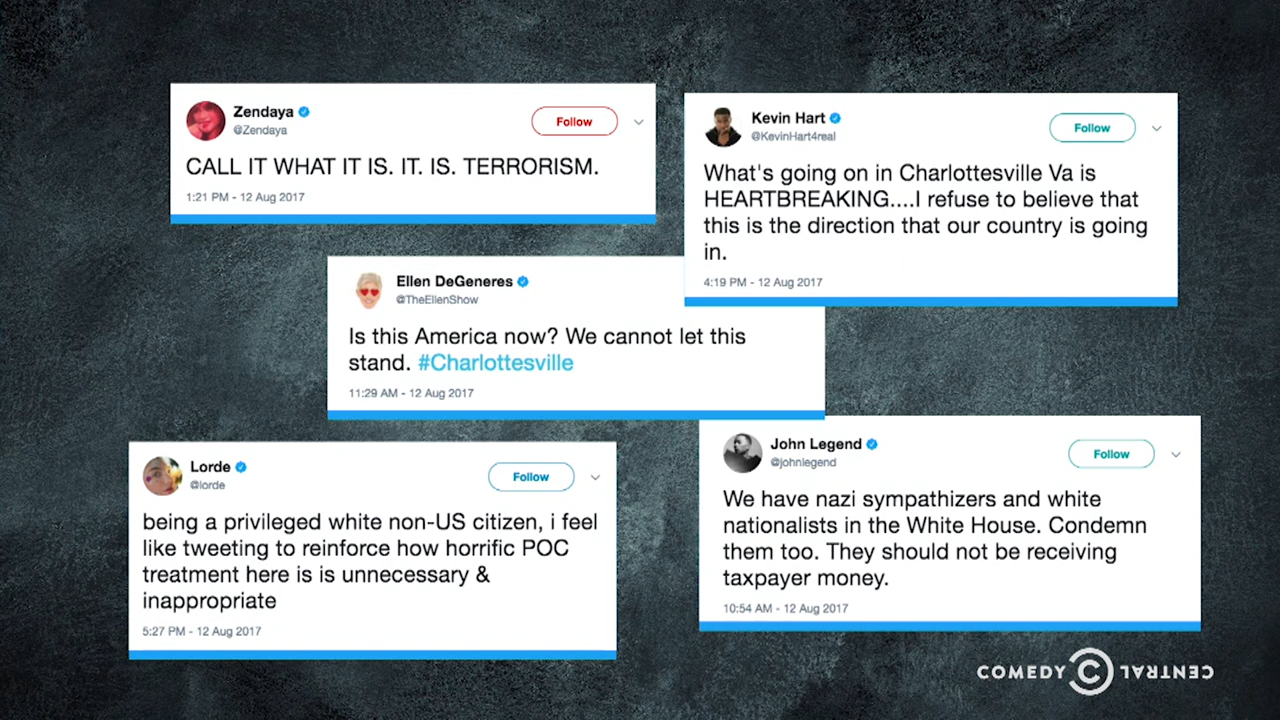 Zendaya
@Zendaya
Follow
CALL IT WHAT IT IS. IT. IS. TERRORISM.
1:21 PM - 12 Aug 2017
Kevin Hart
@KevinHart4real
Follow
What's going on in Charlottesville Va is
HEARTBREAKING....I refuse to believe that
this is the direction that our country is going
in.
4:19 PM - 12 Aug 2017
Ellen DeGeneres
@TheEllenShow
Is this America now? We cannot let this
stand. #Charlottesville
11:29 AM - 12 Aug 2017
Lorde
@lorde
Follow
being a privileged white non-US citizen, i feel
like tweeting to reinforce how horrific POC
treatment here is is unnecessary &
inappropriate
5:27 PM - 12 Aug 2017
John Legend
@johnlegend
Follow
We have nazi sympathizers and white
nationalists in the White House. Condemn
them too. They should not be receiving
taxpayer money.
10:54 AM - 12 Aug 2017
COMEDY CENTRAL